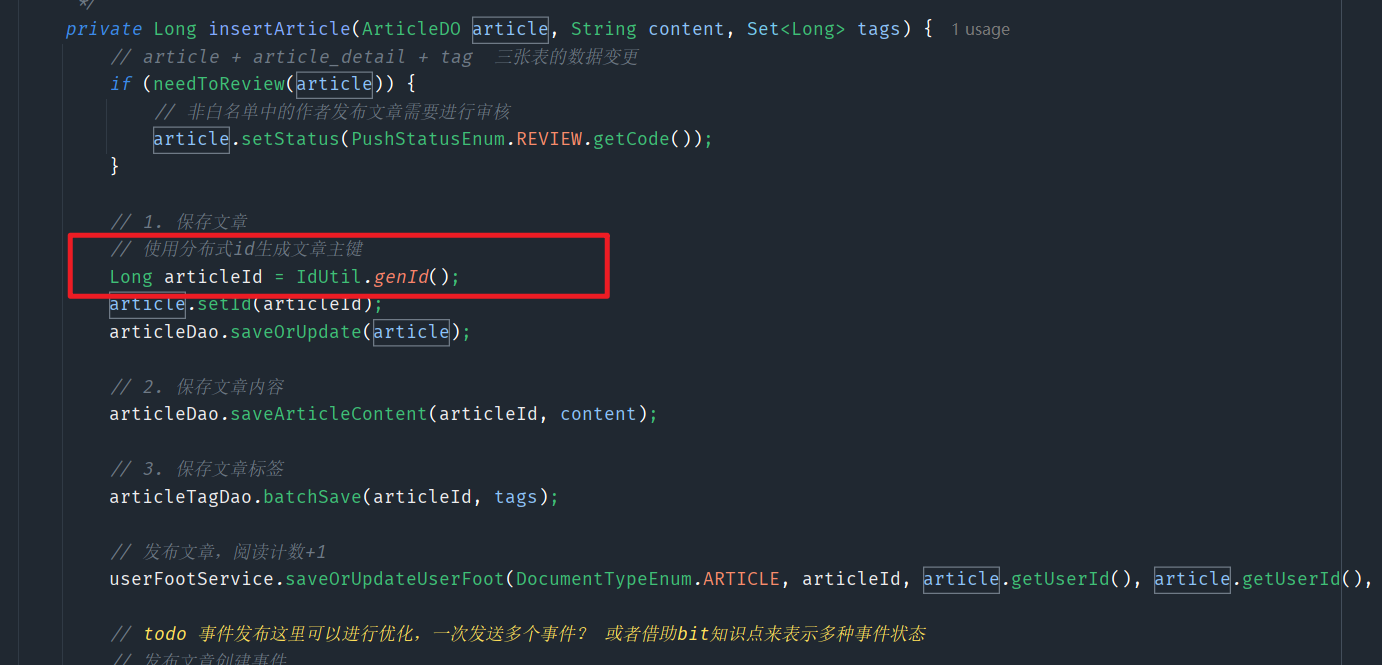 */
private Long insertArticle(ArticleDO article, String content, Set<Long> tags) { 1 usage
// article + article_detail + tag 三张表的数据变更
if (needToReview(article)) {
// 非白名单中的作者发布文章需要进行审核
article.setStatus(PushStatusEnum.REVIEW.getCode());
}
// 1. 保存文章
// 使用分布式id生成文章主键
Long articleId = IdUtil.genId();
article.setId(articleId);
articleDao.saveOrUpdate(article);
// 2. 保存文章内容
articleDao.saveArticleContent(articleId, content);
// 3. 保存文章标签
articleTagDao.batchSave(articleId, tags);
// 发布文章，阅读计数+1
userFootService.saveOrUpdateUserFoot(DocumentTypeEnum.ARTICLE, articleId, article.getUserId(), article.getUserId(),
// todo 事件发布这里可以进行优化，一次发送多个事件？ 或者借助bit知识点来表示多种事件状态
// 发布文章创建事件